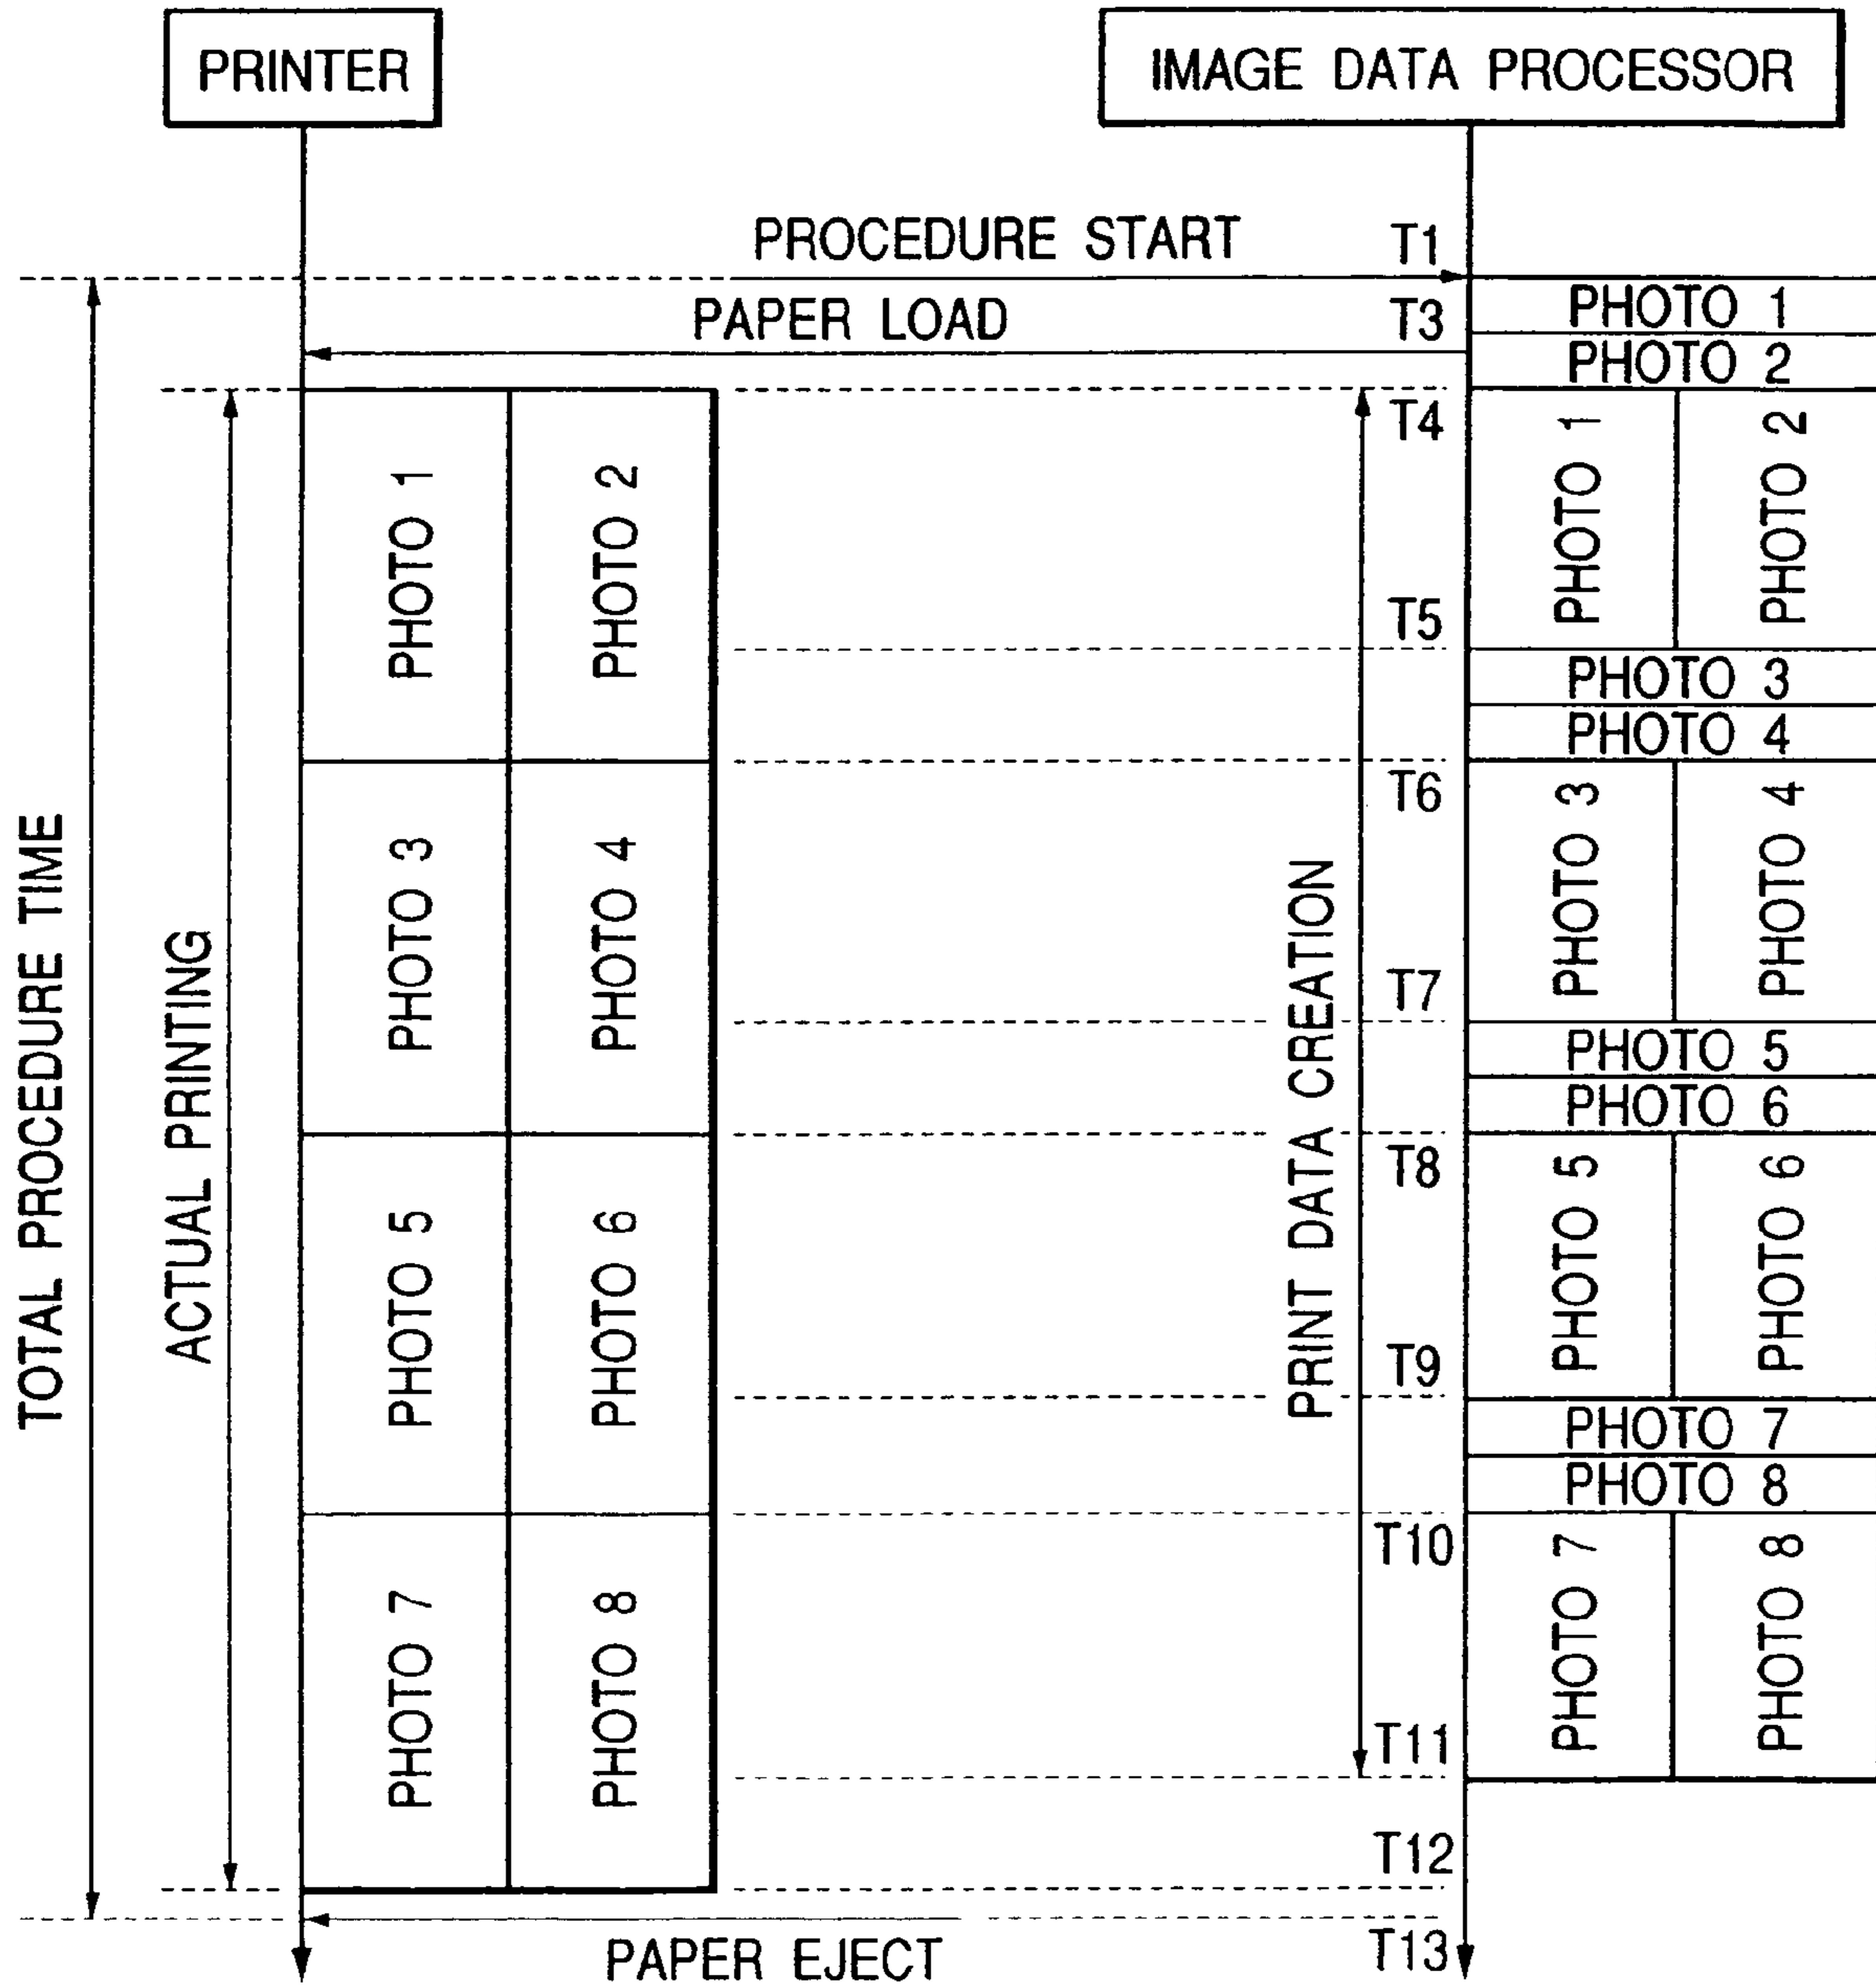 PRINTER
IMAGE DATA PROCESSOR
PROCEDURE START
T1
PHOTO 1
PAPER LOAD
T3
PHOTO 2
TOTAL PROCEDURE TIME
ACTUAL PRINTING
PHOTO 1
PHOTO 2
PHOTO 3
PHOTO 4
PHOTO 5
PHOTO 6
PHOTO 7
PHOTO 8
PRINT DATA CREATION
T4
T5
T6
T7
T8
T9
T10
T11
T12
T13
PHOTO 1
PHOTO 2
PHOTO 3
PHOTO 4
PHOTO 3
PHOTO 4
PHOTO 5
PHOTO 6
PHOTO 5
PHOTO 6
PHOTO 7
PHOTO 8
PHOTO 7
PHOTO 8
PAPER EJECT